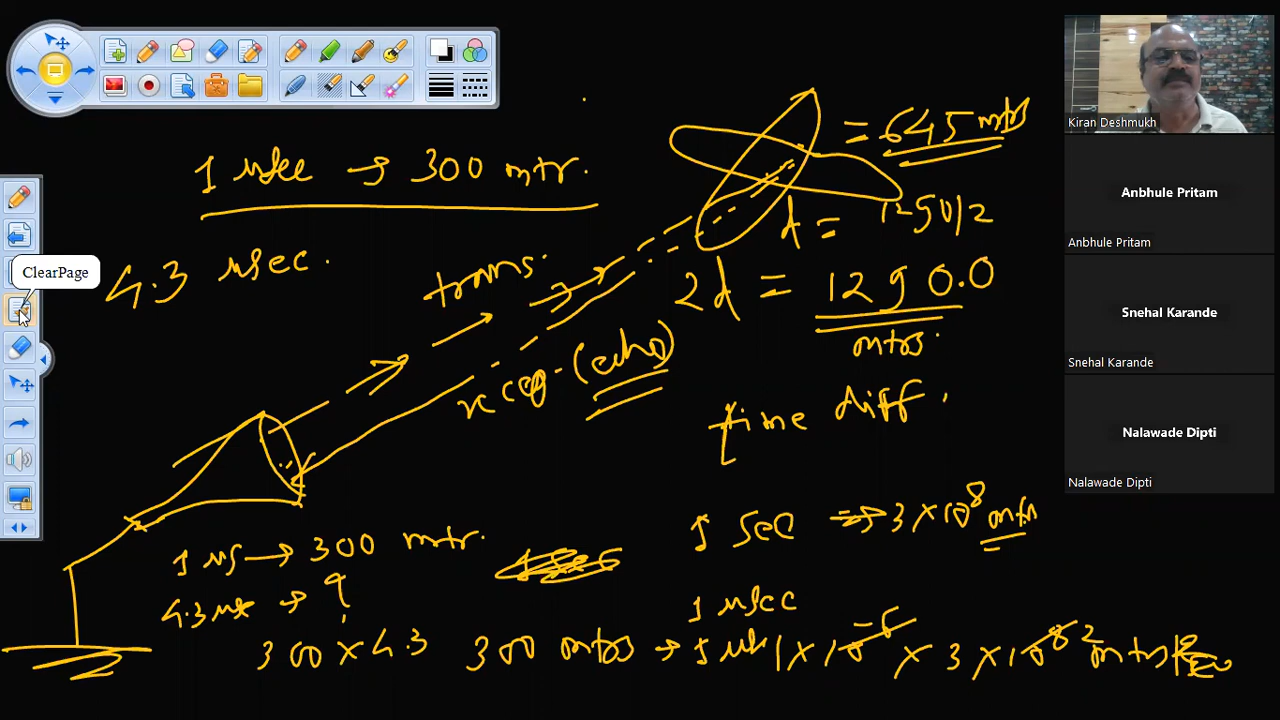 1 μsec → 300 mtr.
4.3 μsec.
ClearPage
trans.
(echo)
= 645 mtrs
d = 1290/2
2d = 1290.0
mtrs.
time diff.
1 sec ⇒ 3×10⁸ mtrs
1 μs → 300 mtr.
4.3 μs → ?
1 μsec
300 × 4.3
300 mtrs → 1 μs
1×10⁻⁶ × 3×10⁸ ² mtrs/sec
Kiran Deshmukh
Anbhule Pritam
Anbhule Pritam
Snehal Karande
Snehal Karande
Nalawade Dipti
Nalawade Dipti